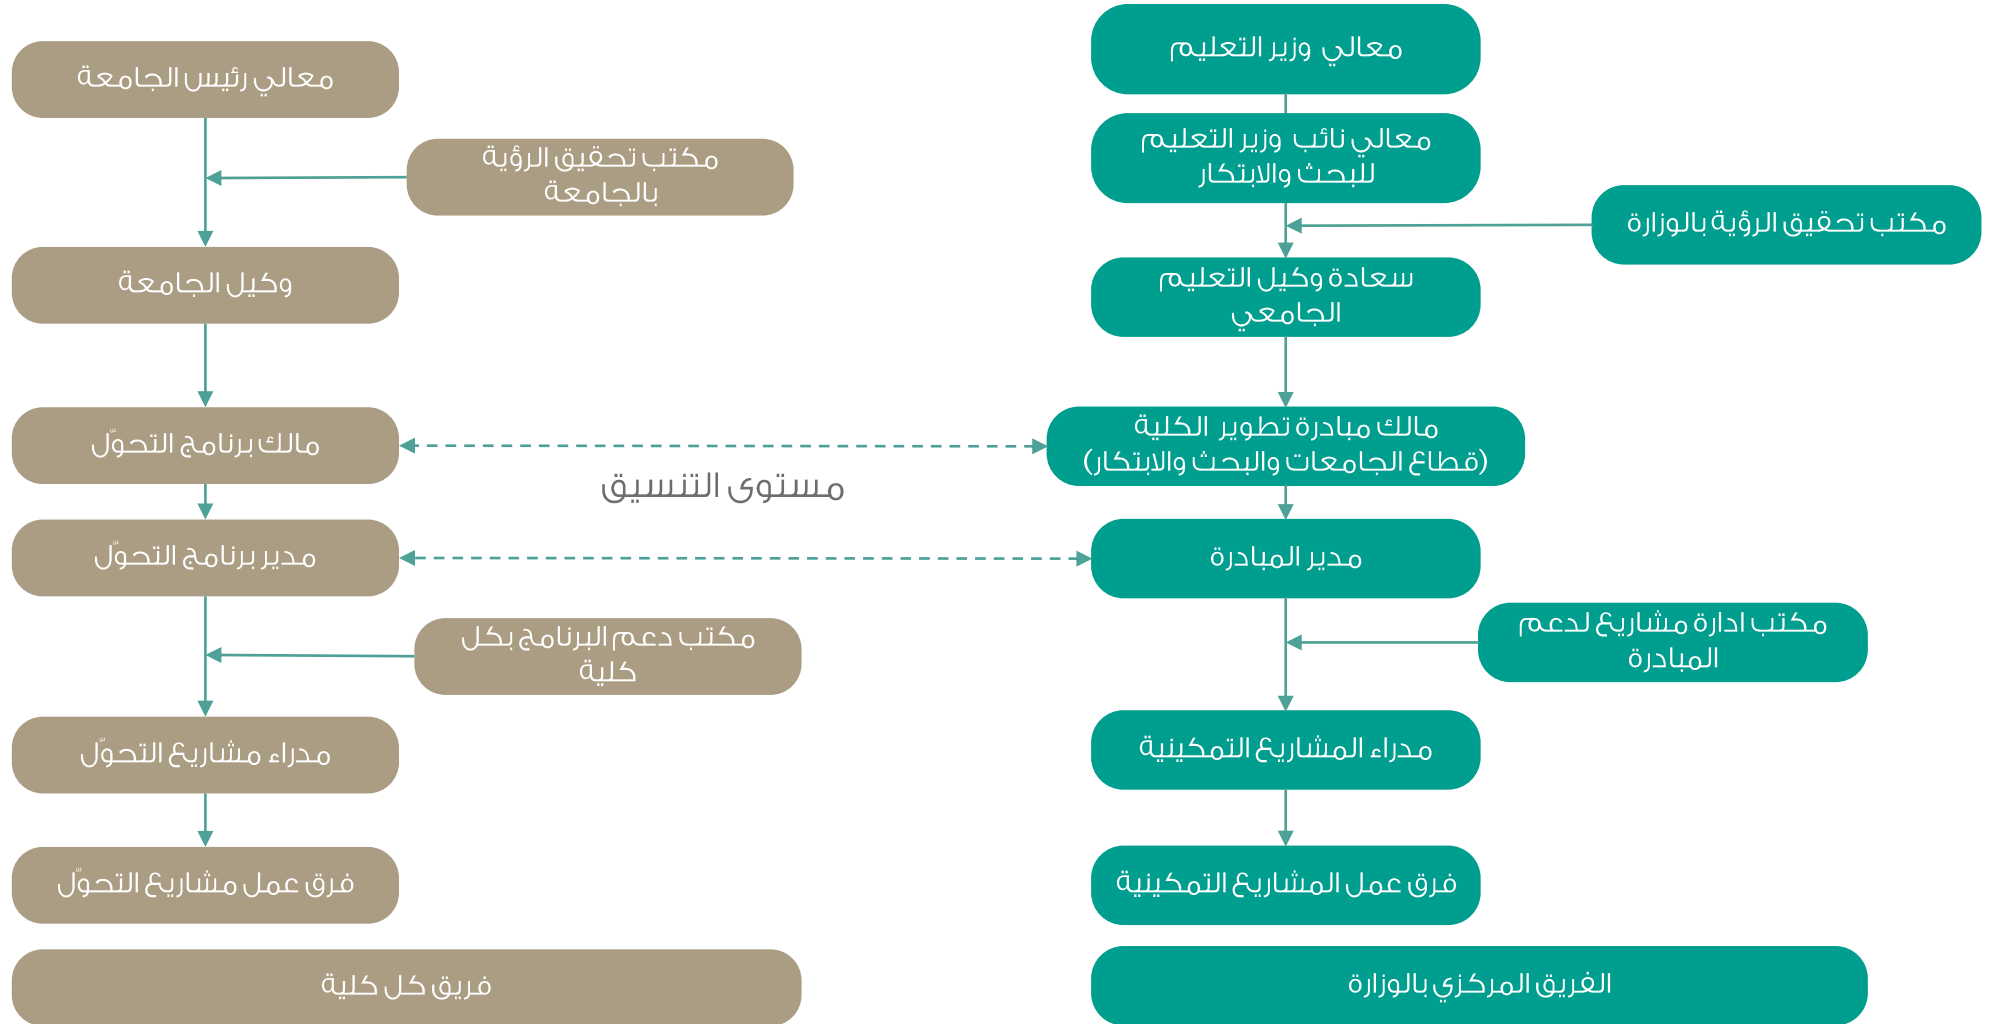 معالي وزير التعليم
معالي نائب وزير التعليم
للبحث والابتكار
مكتب تحقيق الرؤية بالوزارة
سعادة وكيل التعليم
الجامعي
مالك مبادرة تطوير الكلية
(قطاع الجامعات والبحث والابتكار)
مدير المبادرة
مكتب ادارة مشاريع لدعم
المبادرة
مدراء المشاريع التمكينية
فرق عمل المشاريع التمكينية
الفريق المركزي بالوزارة
مستوى التنسيق
معالي رئيس الجامعة
مكتب تحقيق الرؤية
بالجامعة
وكيل الجامعة
مالك برنامج التحوّل
مدير برنامج التحوّل
مكتب دعم البرنامج بكل
كلية
مدراء مشاريع التحوّل
فرق عمل مشاريع التحوّل
فريق كل كلية